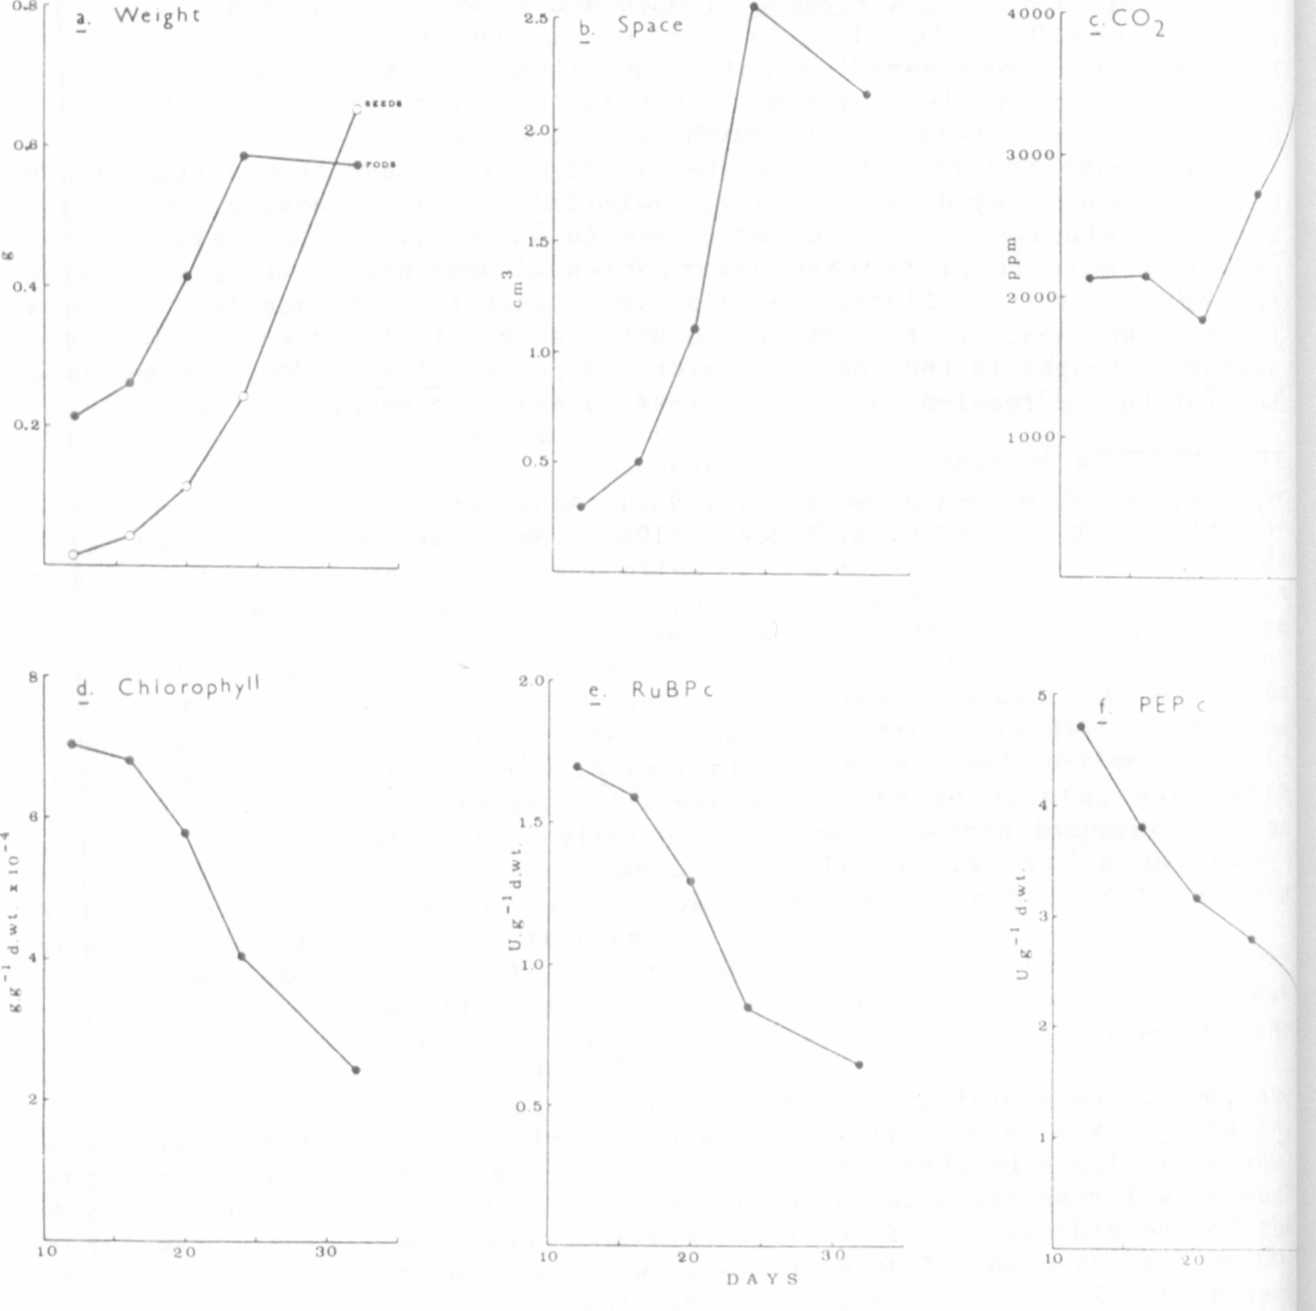 a. Weight
0.8
0.6
0.4
0.2
g
SEEDS
PODS
b. Space
2.5
2.0
1.5
1.0
0.5
cm³
c. CO₂
4000
3000
2000
1000
ppm
d. Chlorophyll
8
6
4
2
g g⁻¹ d.wt. x10⁻⁴
10 20 30
e. RuBPc
2.0
1.5
1.0
0.5
U g⁻¹ d.wt.
10 20 30
DAYS
f. PEPc
5
4
3
2
1
U g⁻¹ d.wt.
10 20